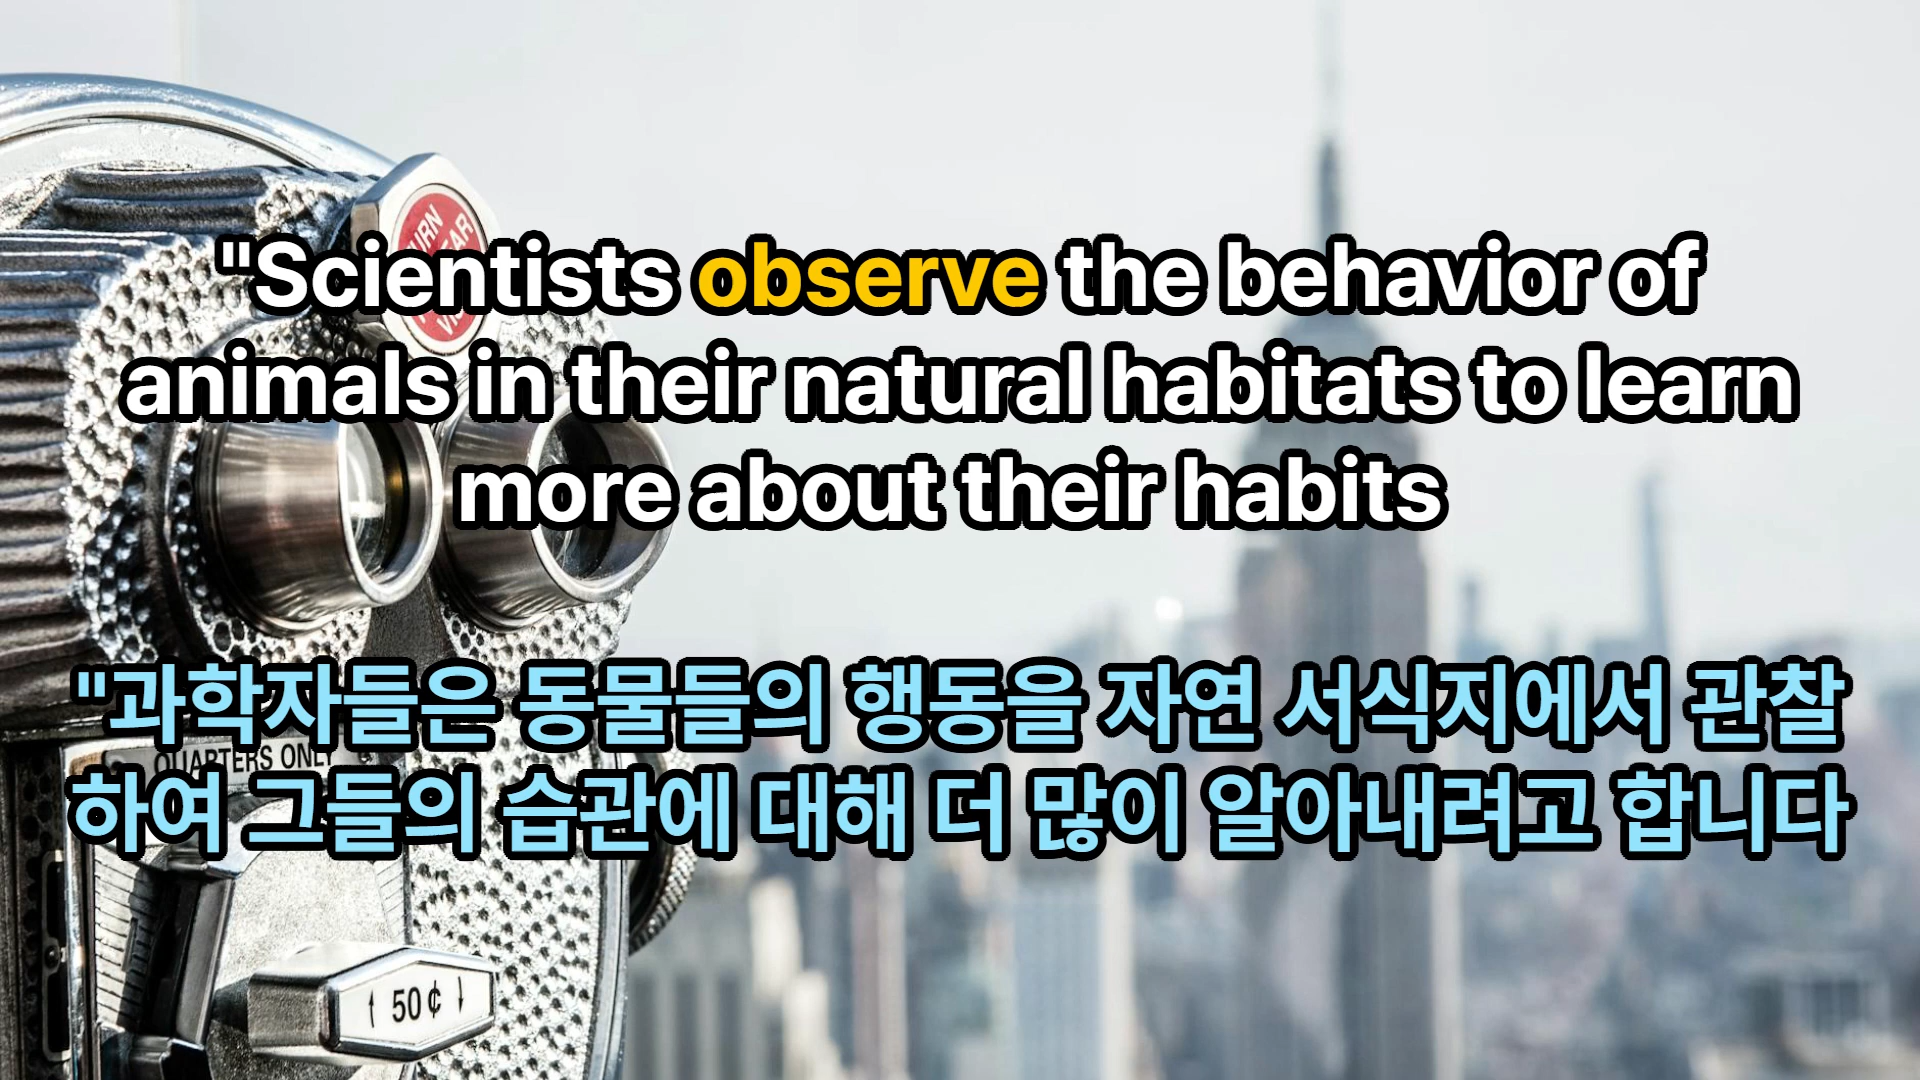 "Scientists observe the behavior of
animals in their natural habitats to learn
more about their habits
"과학자들은 동물들의 행동을 자연 서식지에서 관찰
하여 그들의 습관에 대해 더 많이 알아내려고 합니다
QUARTERS ONLY
50¢